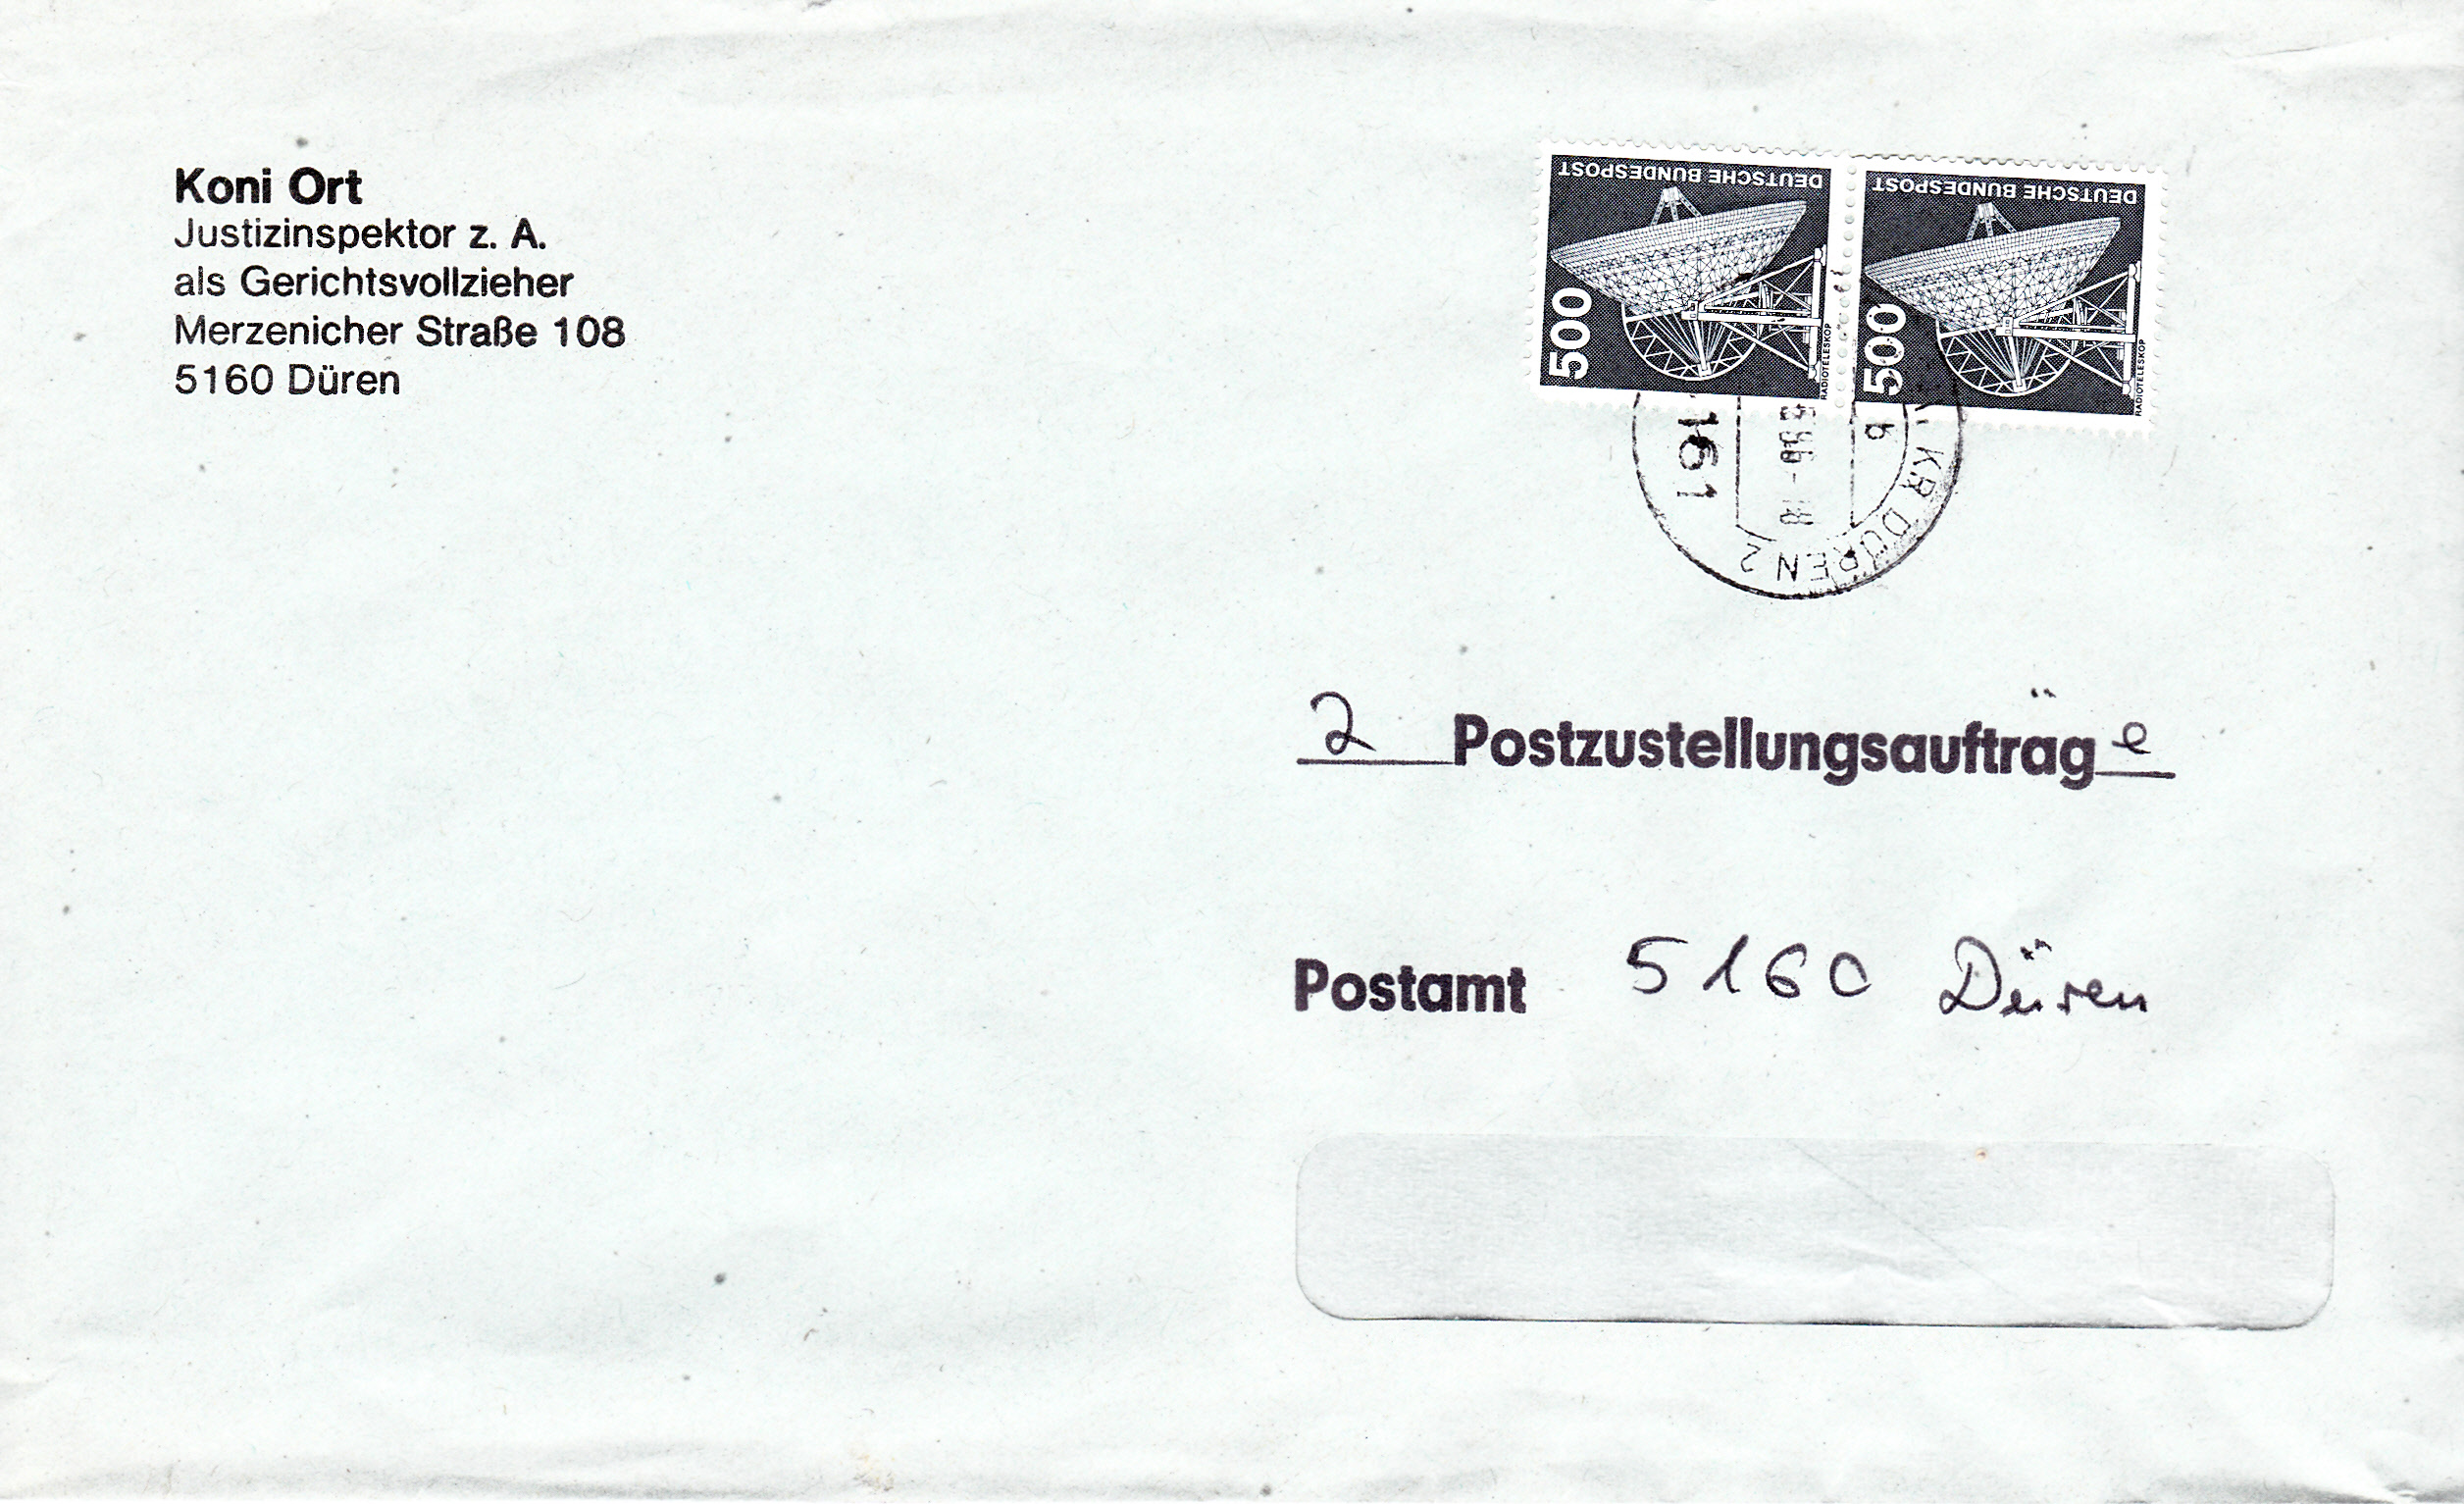 Koni Ort
Justizinspektor z. A.
als Gerichtsvollzieher
Merzenicher Straße 108
5160 Düren
DEUTSCHE BUNDESPOST
500
RADIOTELESKOP
DEUTSCHE BUNDESPOST
500
RADIOTELESKOP
KR DÜREN 2
2 Postzustellungsaufträge
Postamt 5160 Düren